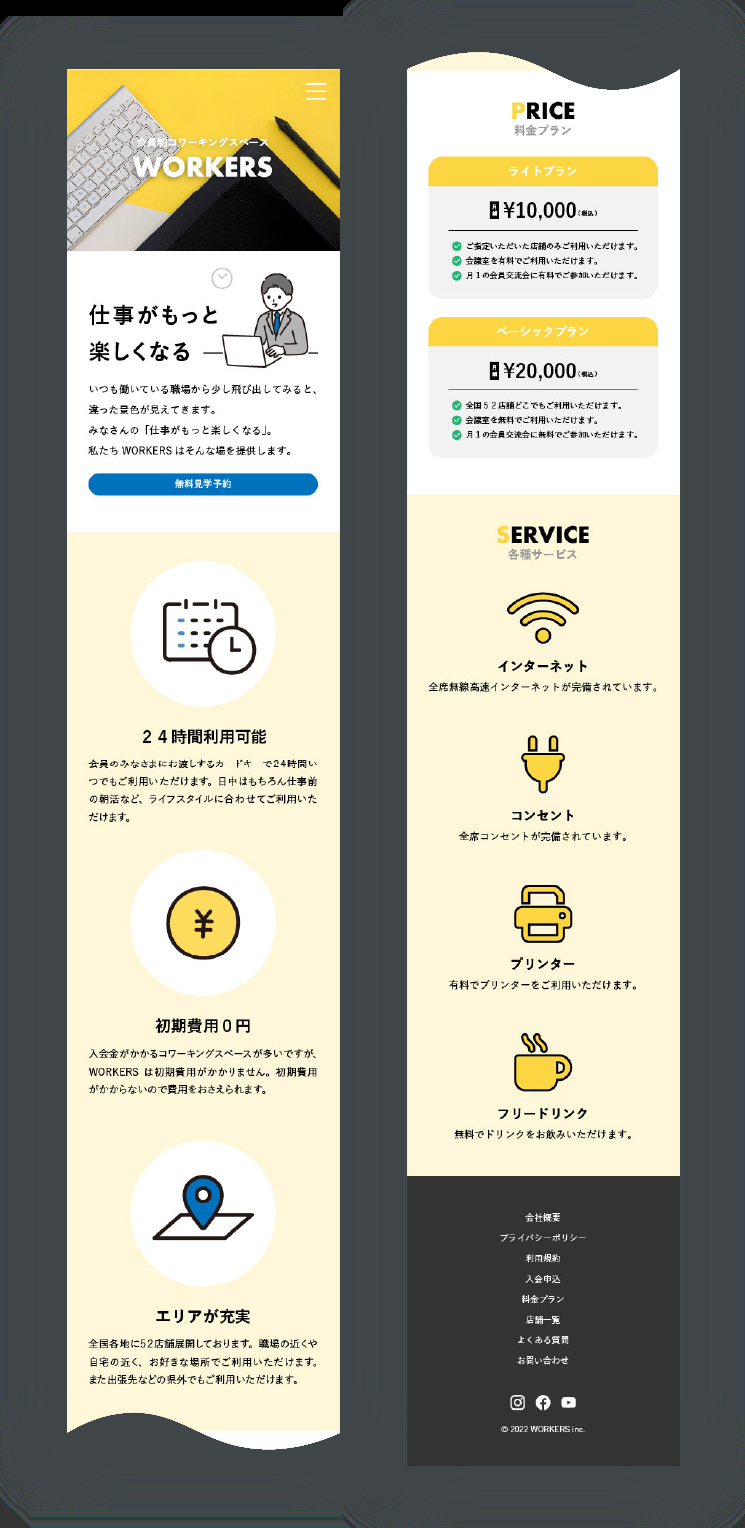 会員制コワーキングスペース
WORKERS
仕事がもっと
楽しくなる
いつも働いている職場から少し飛び出してみると、
違った景色が見えてきます。
みなさんの「仕事がもっと楽しくなる」。
私たち WORKERS はそんな場を提供します。
無料見学予約
２４時間利用可能
会員のみなさまにお渡しするカードキーで24時間い
つでもご利用いただけます。日中はもちろん仕事前
の朝活など、ライフスタイルに合わせてご利用いた
だけます。
¥
初期費用０円
入会金がかかるコワーキングスペースが多いですが、
WORKERS は初期費用がかかりません。初期費用
がかからないので費用をおさえられます。
エリアが充実
全国各地に52店舗展開しております。職場の近くや
自宅の近く、お好きな場所でご利用いただけます。
また出張先などの県外でもご利用いただけます。
PRICE
料金プラン
ライトプラン
月額 ¥10,000（税込）
ご指定いただいた店舗のみご利用いただけます。
会議室を有料でご利用いただけます。
月１の会員交流会に有料でご参加いただけます。
ベーシックプラン
月額 ¥20,000（税込）
全国５２店舗どこでもご利用いただけます。
会議室を無料でご利用いただけます。
月１の会員交流会に無料でご参加いただけます。
SERVICE
各種サービス
インターネット
全席無線高速インターネットが完備されています。
コンセント
全席コンセントが完備されています。
プリンター
有料でプリンターをご利用いただけます。
フリードリンク
無料でドリンクをお飲みいただけます。
会社概要
プライバシーポリシー
利用規約
入会申込
料金プラン
店舗一覧
よくある質問
お問い合わせ
© 2022 WORKERS inc.